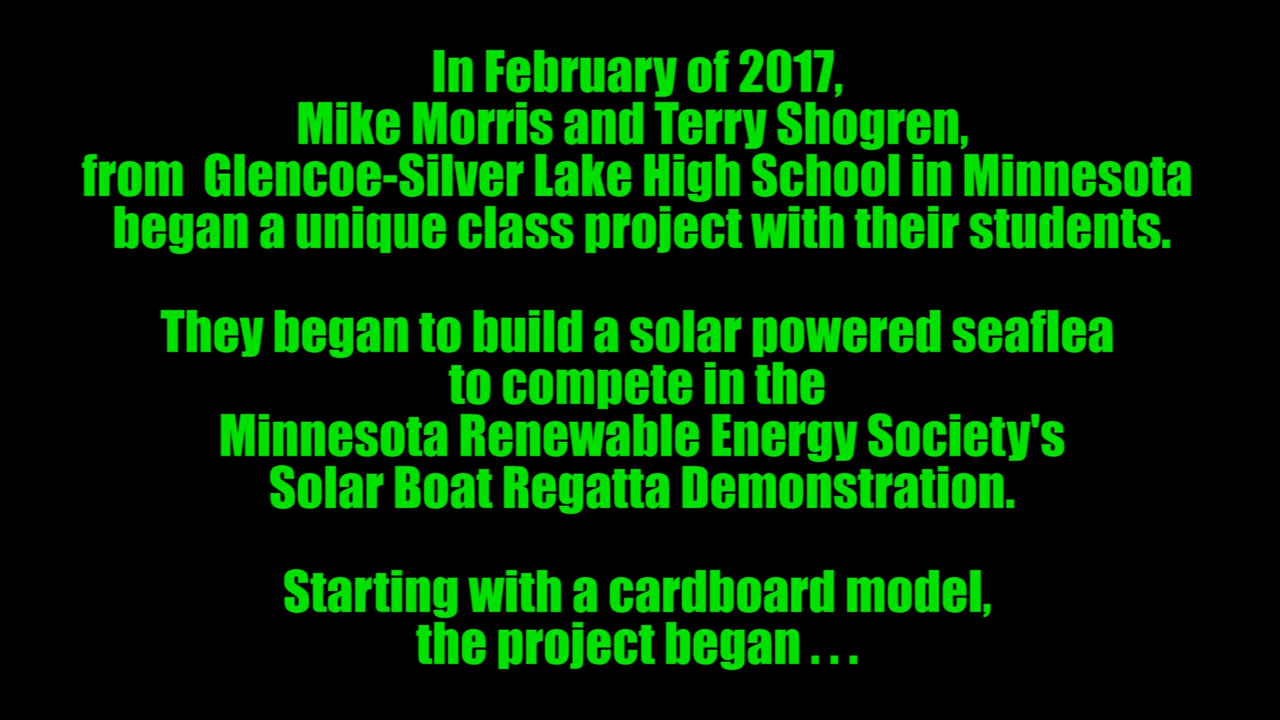 In February of 2017,
Mike Morris and Terry Shogren,
from  Glencoe-Silver Lake High School in Minnesota
began a unique class project with their students.
They began to build a solar powered seaflea
to compete in the
Minnesota Renewable Energy Society's
Solar Boat Regatta Demonstration.
Starting with a cardboard model,
the project began . . .